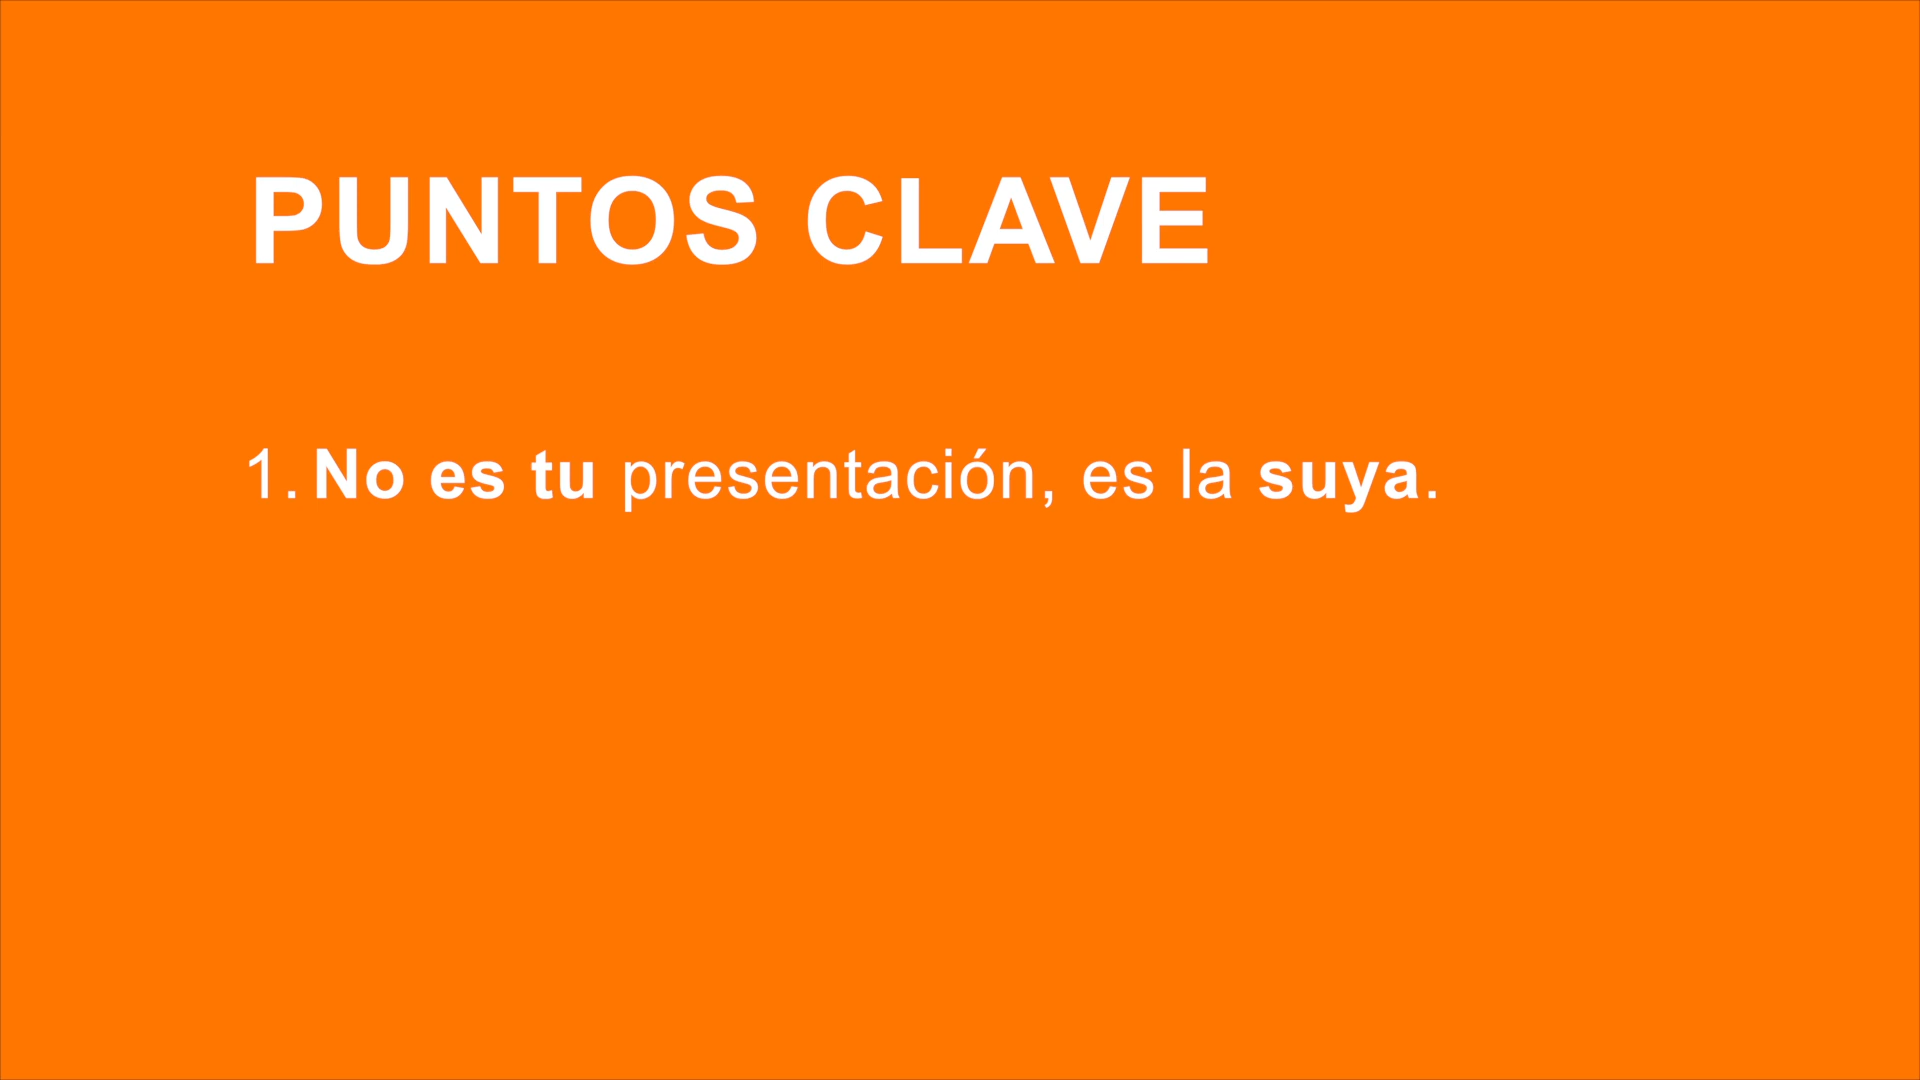 PUNTOS CLAVE
1. No es tu presentación, es la suya.